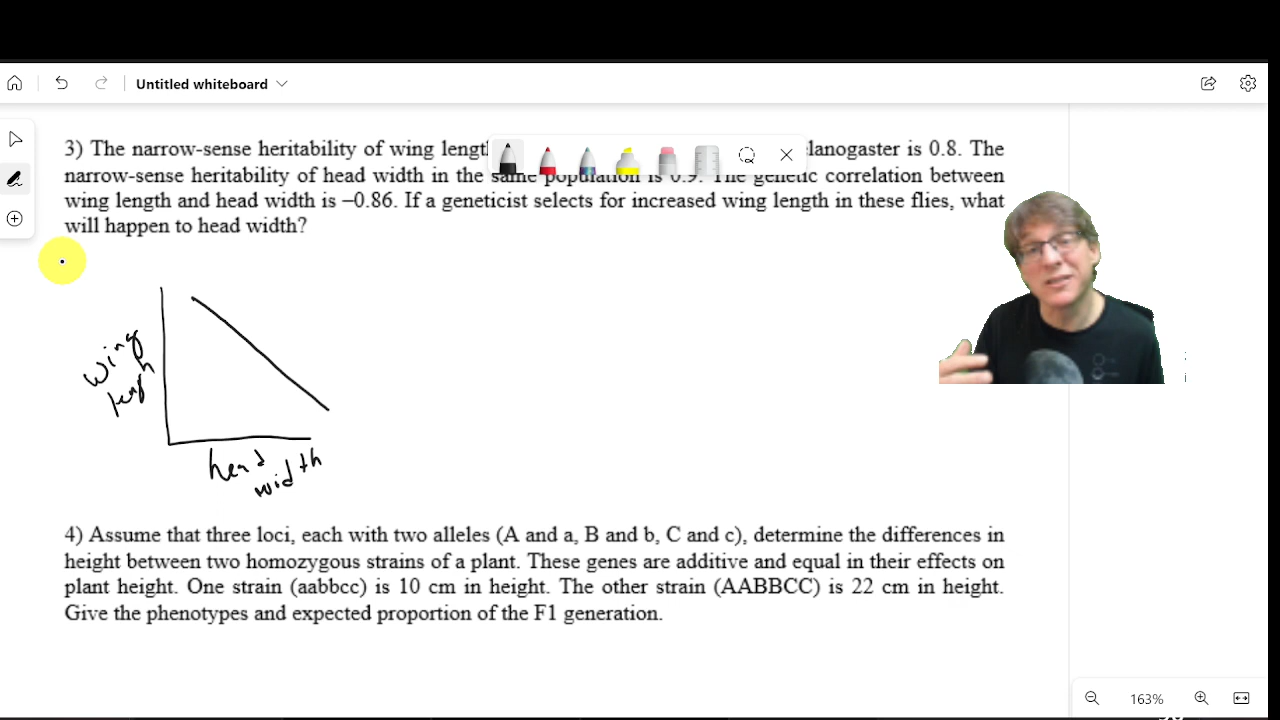 Untitled whiteboard
3) The narrow-sense heritability of wing lengt lanogaster is 0.8. The
narrow-sense heritability of head width in the same population is 0.9. The genetic correlation between
wing length and head width is –0.86. If a geneticist selects for increased wing length in these flies, what
will happen to head width?
wing
length
head
width
4) Assume that three loci, each with two alleles (A and a, B and b, C and c), determine the differences in
height between two homozygous strains of a plant. These genes are additive and equal in their effects on
plant height. One strain (aabbcc) is 10 cm in height. The other strain (AABBCC) is 22 cm in height.
Give the phenotypes and expected proportion of the F1 generation.
163%